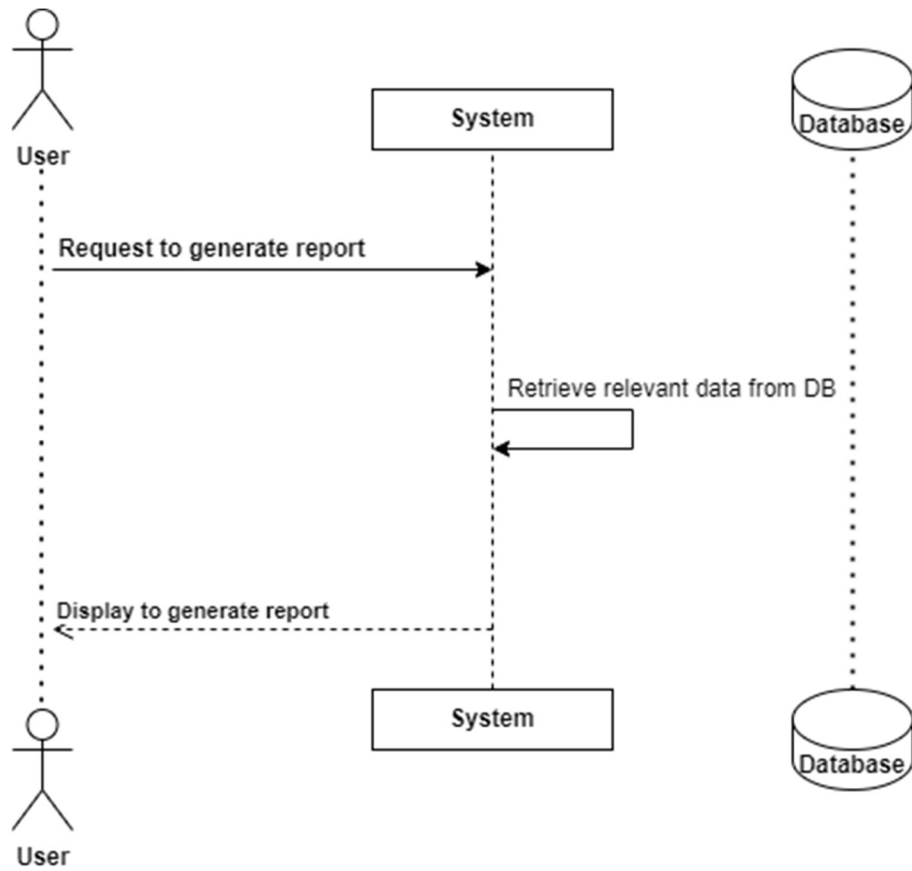 System
Database
User
Request to generate report
Retrieve relevant data from DB
Display to generate report
System
Database
User